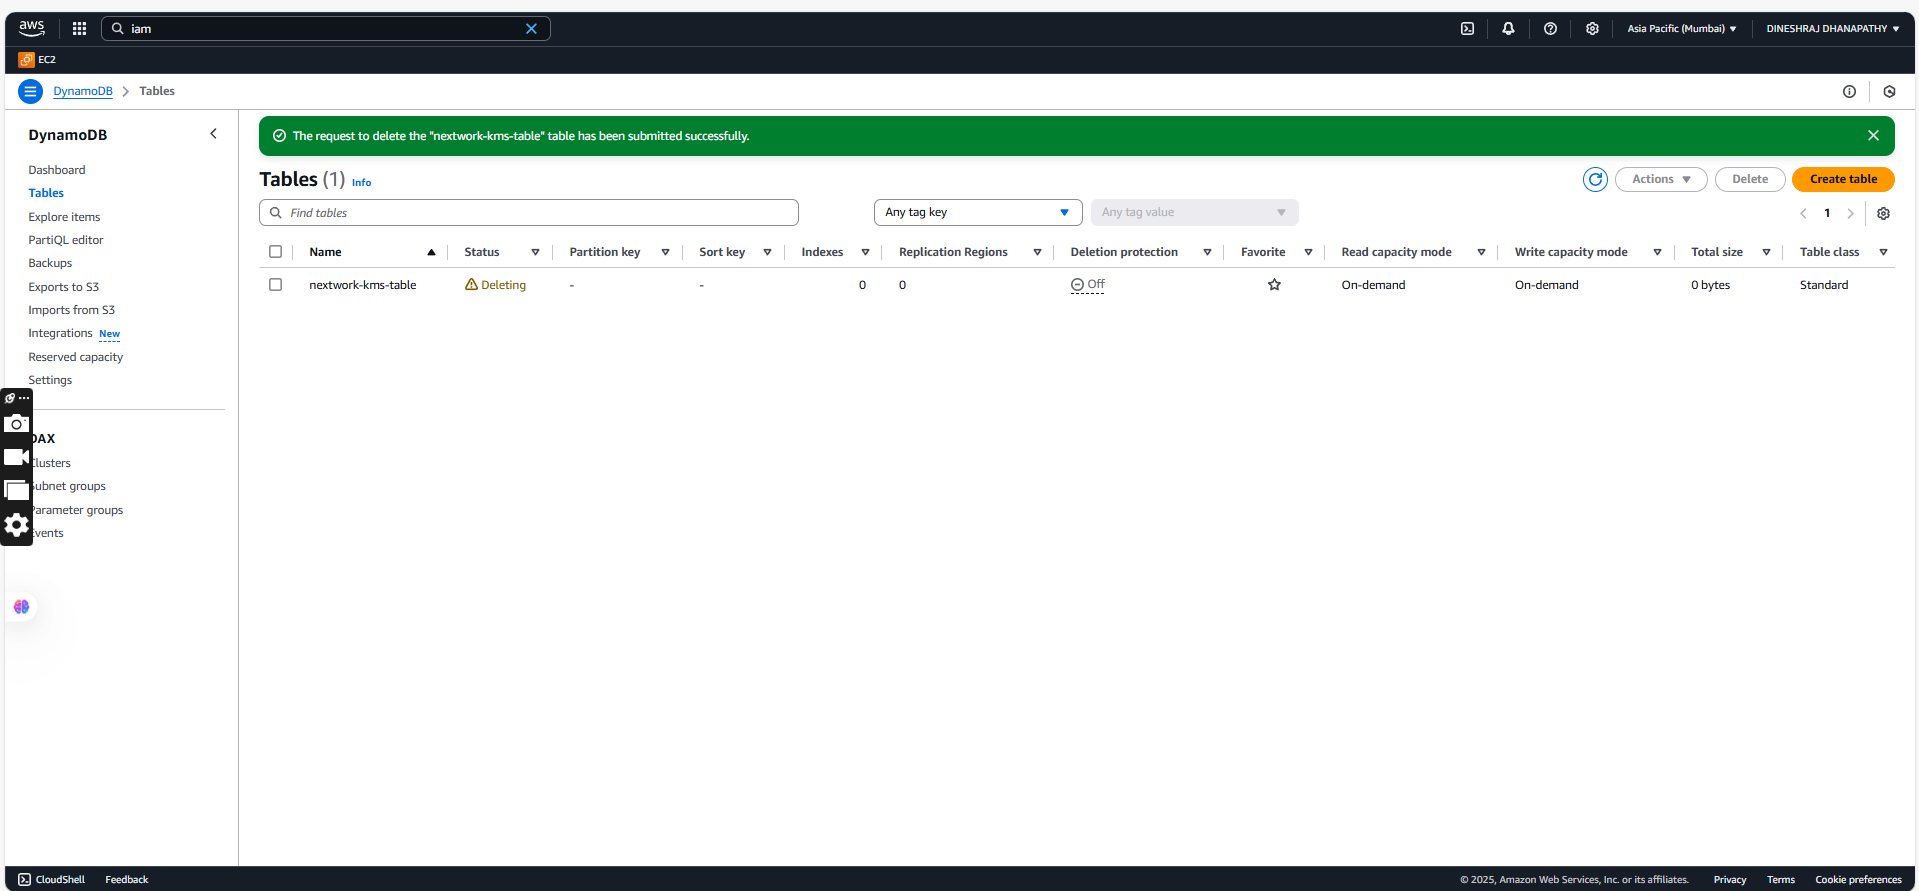 aws
iam
Asia Pacific (Mumbai)
DINESHRAJ DHANAPATHY
EC2
DynamoDB
Tables
DynamoDB
Dashboard
Tables
Explore items
PartiQL editor
Backups
Exports to S3
Imports from S3
Integrations New
Reserved capacity
Settings
DAX
Clusters
Subnet groups
Parameter groups
Events
The request to delete the "nextwork-kms-table" table has been submitted successfully.
Tables (1) Info
Actions
Delete
Create table
Find tables
Any tag key
Any tag value
1
Name Status Partition key Sort key Indexes Replication Regions Deletion protection Favorite Read capacity mode Write capacity mode Total size Table class
nextwork-kms-table Deleting - - 0 0 Off On-demand On-demand 0 bytes Standard
CloudShell Feedback © 2025, Amazon Web Services, Inc. or its affiliates. Privacy Terms Cookie preferences